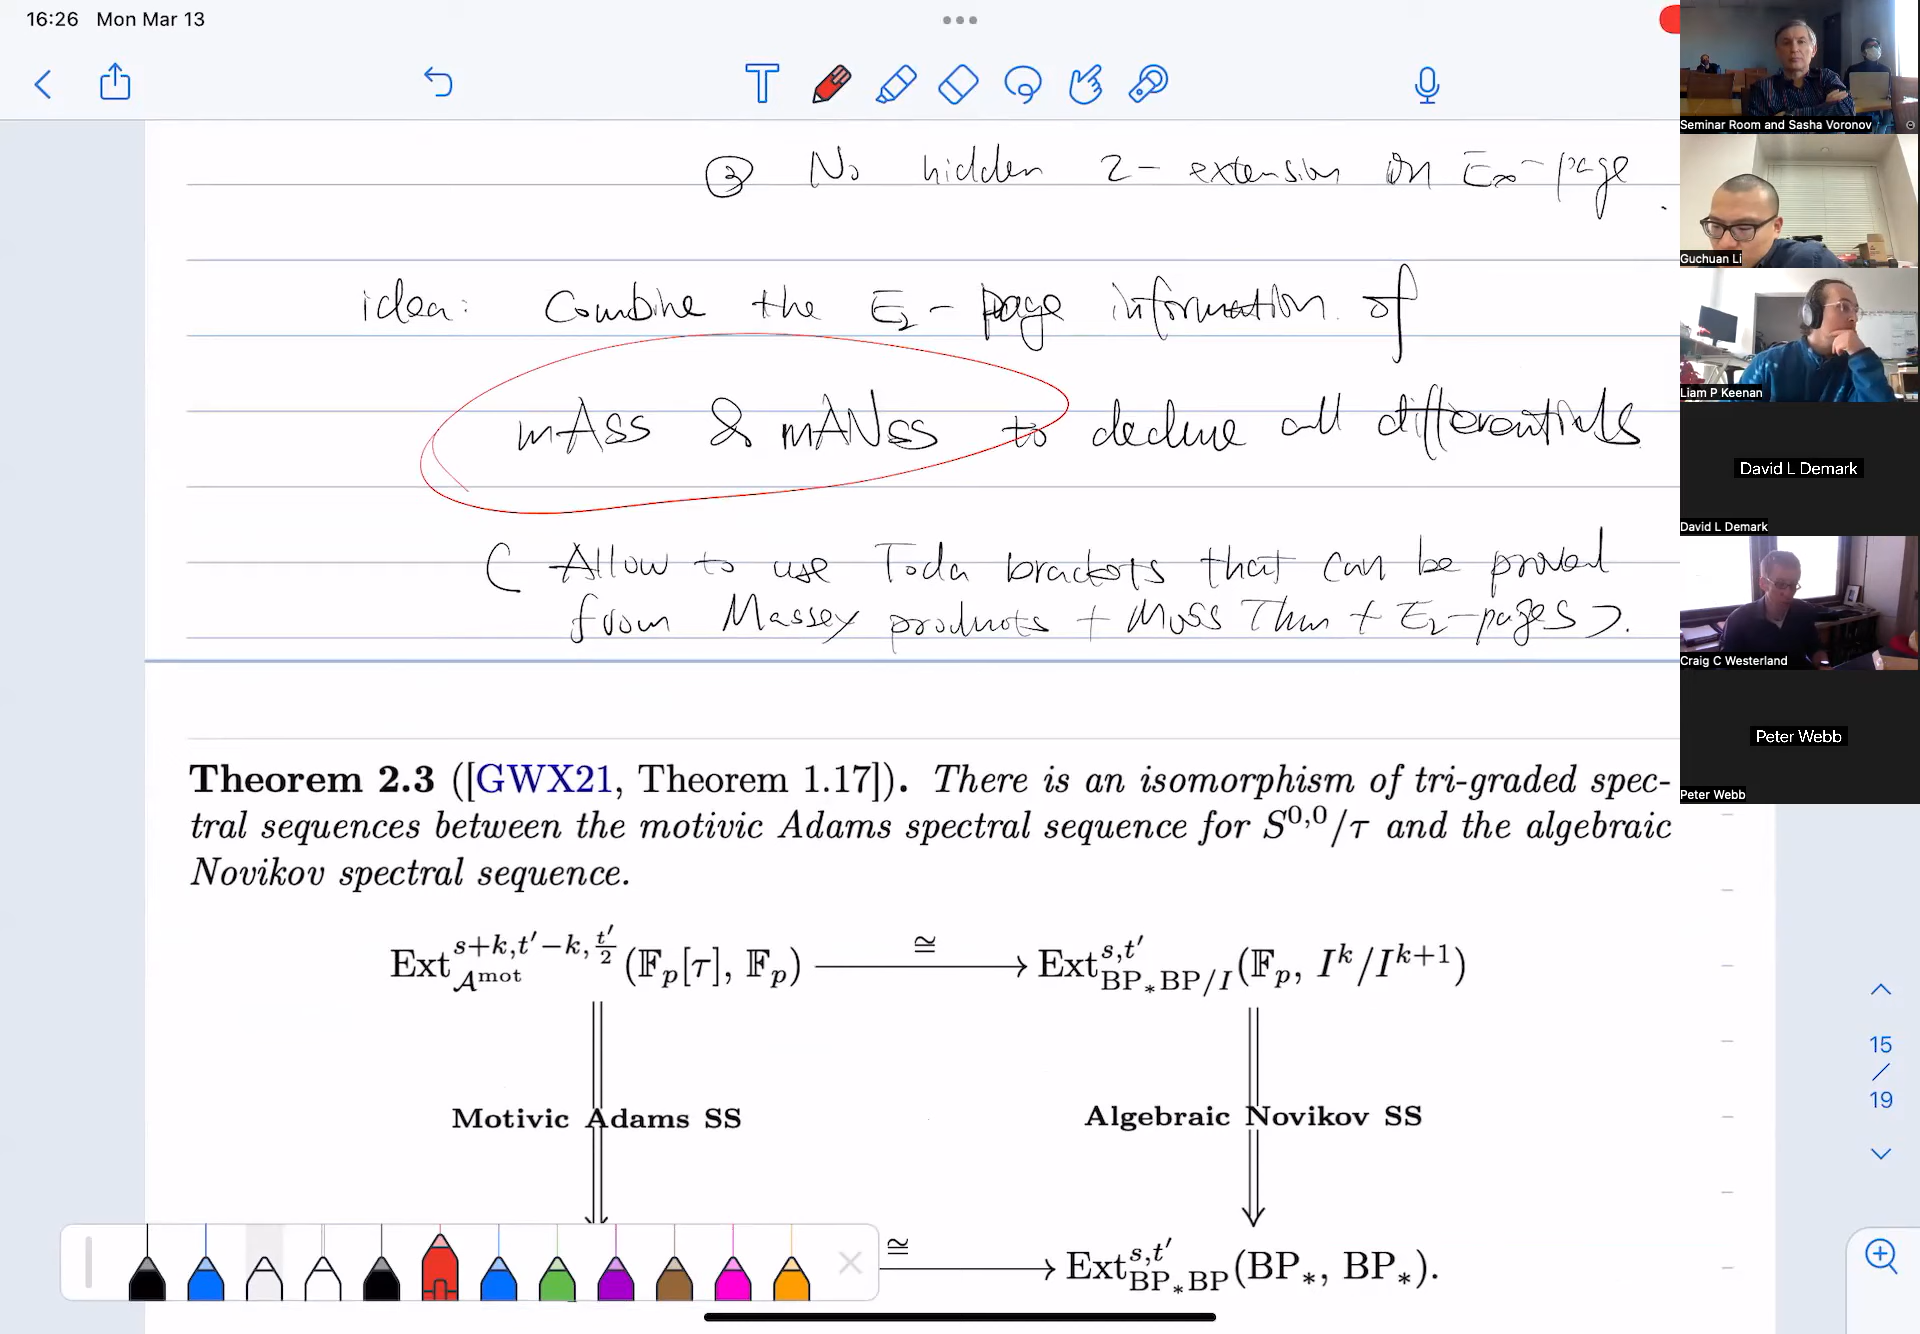 16:26 Mon Mar 13
③ No hidden 2-extension on E∞-page.
idea: Combine the E₂-page information of
mAss & mANss to deduce all differentials
( Allow to use Toda brackets that can be proved
from Massey products + Moss Thm + E₂-pages ).
Theorem 2.3 ([GWX21, Theorem 1.17]). There is an isomorphism of tri-graded spec-
tral sequences between the motivic Adams spectral sequence for S^{0,0}/τ and the algebraic
Novikov spectral sequence.
Ext_{𝒜^{mot}}^{s+k,t'−k,t'/2}(𝔽_p[τ], 𝔽_p) ≅ Ext_{BP_*BP/I}^{s,t'}(𝔽_p, I^k/I^{k+1})
Motivic Adams SS Algebraic Novikov SS
≅ Ext_{BP_*BP}^{s,t'}(BP_*, BP_*).
15
/
19
Seminar Room and Sasha Voronov
Guchuan Li
Liam P Keenan
David L Demark
David L Demark
Craig C Westerland
Peter Webb
Peter Webb